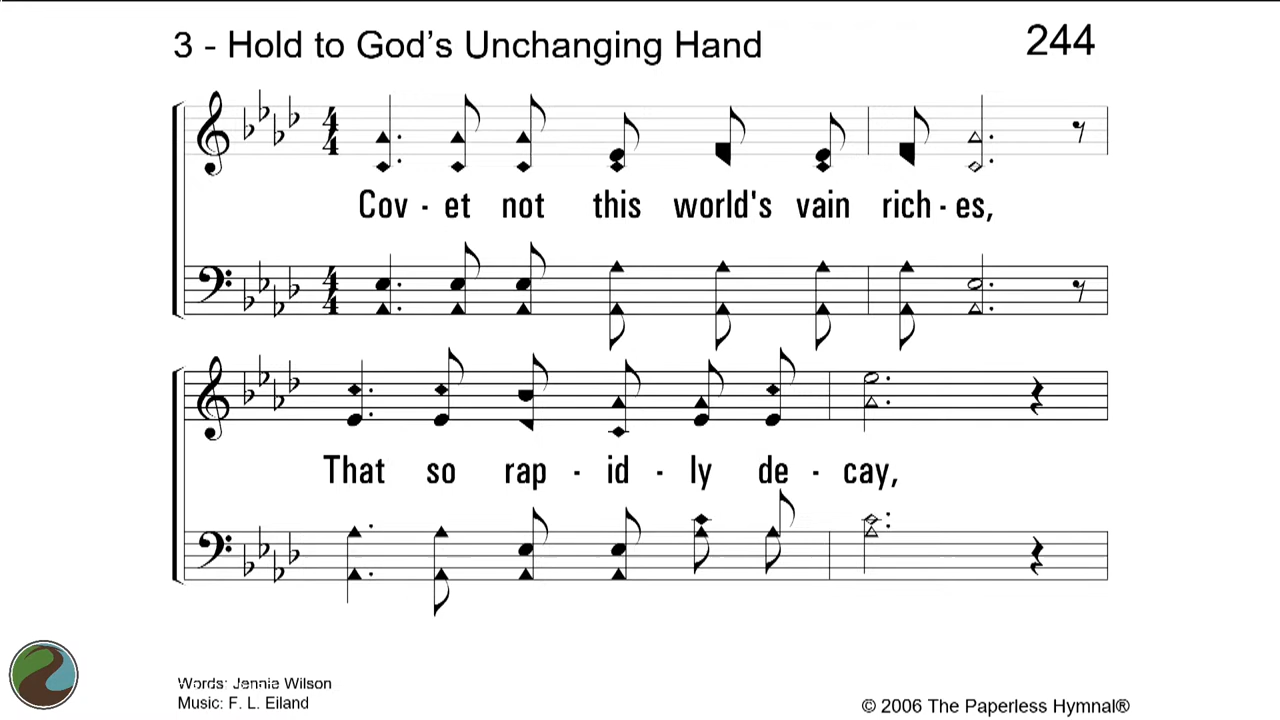 3 - Hold to God's Unchanging Hand
244
Cov - et not this world's vain rich - es,
That so rap - id - ly de - cay,
Words: Jennie Wilson
Music: F. L. Eiland
© 2006 The Paperless Hymnal®